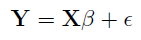 Y = Xβ + ϵ